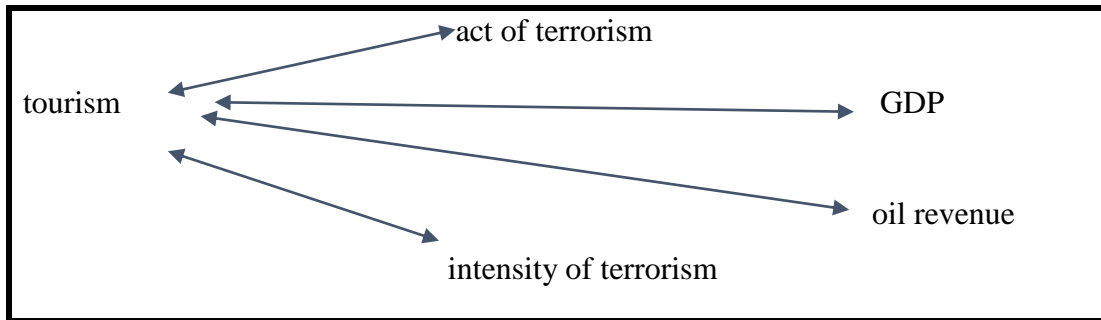 act of terrorism
tourism
GDP
oil revenue
intensity of terrorism